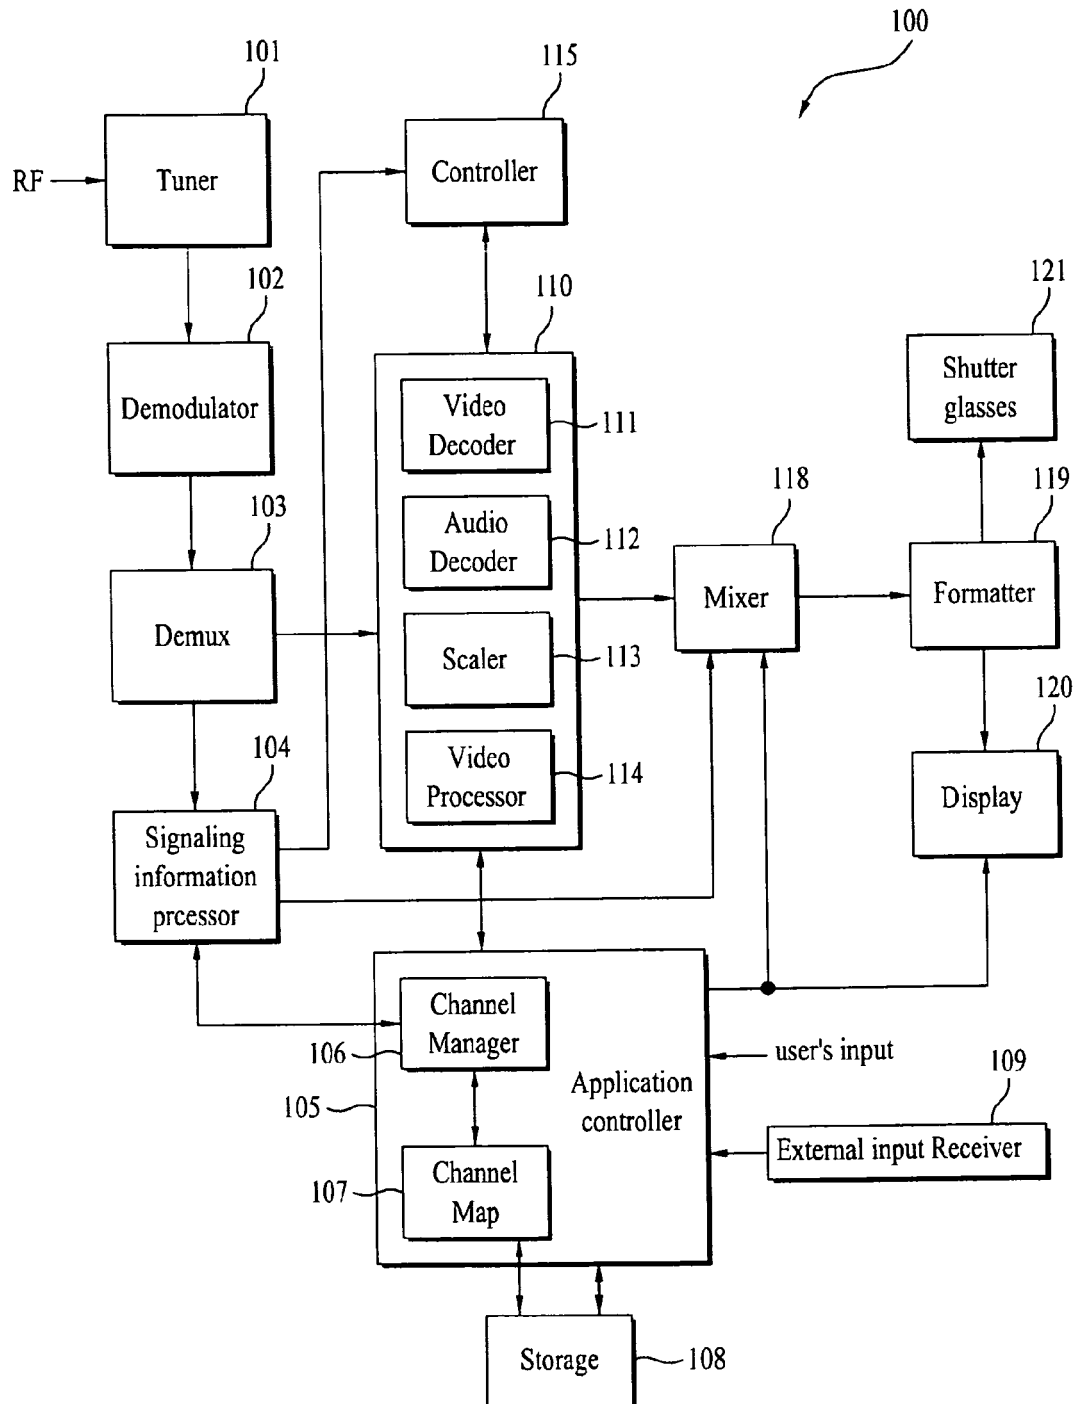 100
101
115
RF
Tuner
Controller
102
110
121
Demodulator
Video
Decoder
111
Shutter
glasses
103
118
119
Audio
Decoder
112
Demux
Mixer
Formatter
Scaler
113
104
120
Video
Processor
114
Signaling
information
prcessor
Display
Channel
Manager
106
user's input
105
Application
controller
109
External input Receiver
107
Channel
Map
Storage
108